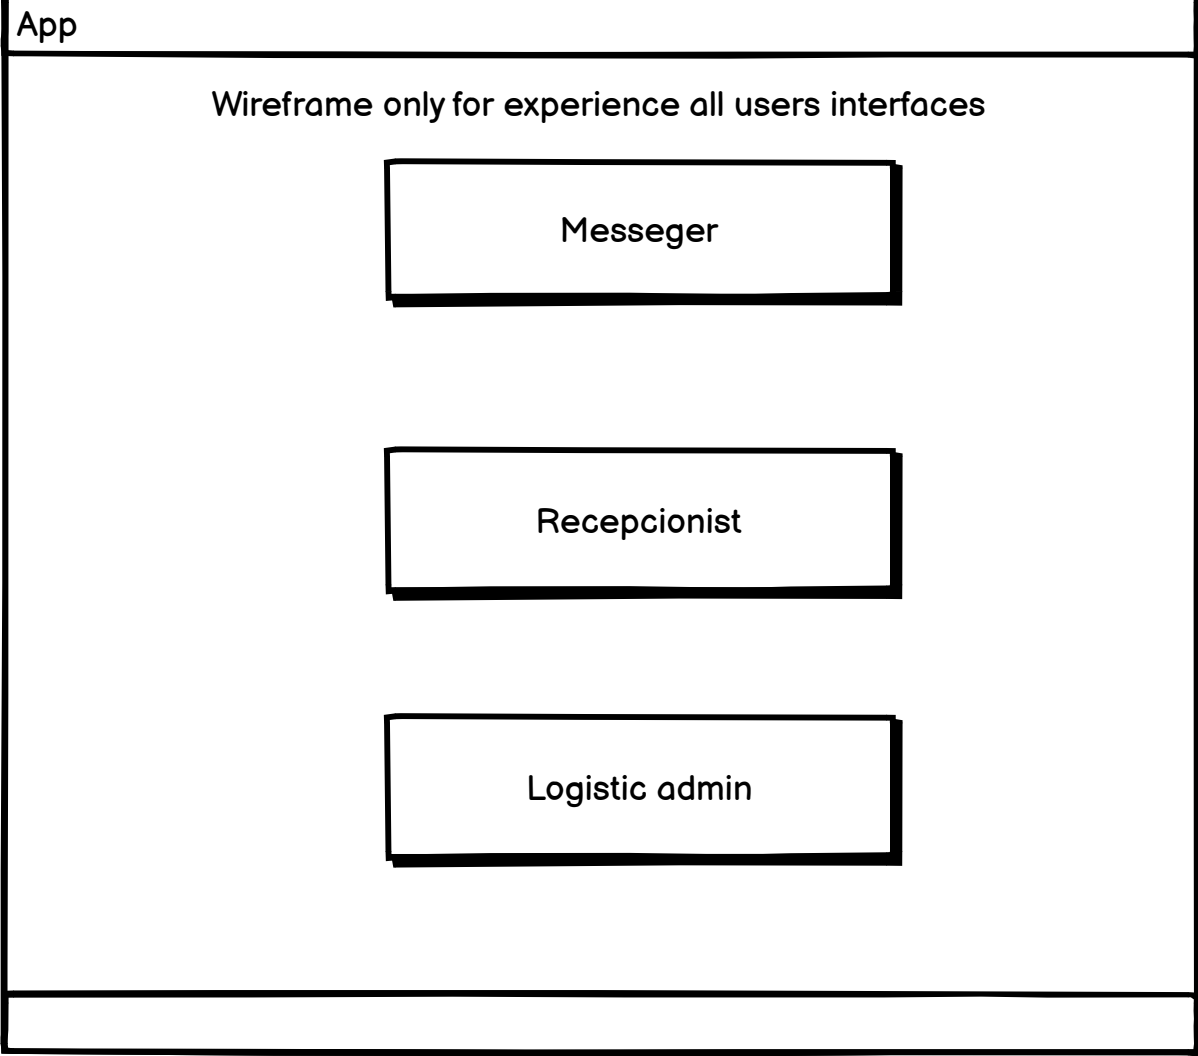 App
Wireframe only for experience all users interfaces
Messeger
Recepcionist
Logistic admin